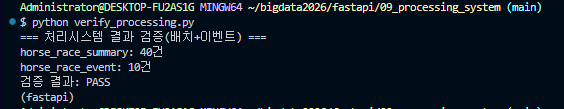 Administrator@DESKTOP-FU2AS1G MINGW64 ~/bigdata2026/fastapi/09_processing_system (main)
$ python verify_processing.py
=== 처리시스템 결과 검증(배치+이벤트) ===
horse_race_summary: 40건
horse_race_event: 10건
검증 결과: PASS
(fastapi)